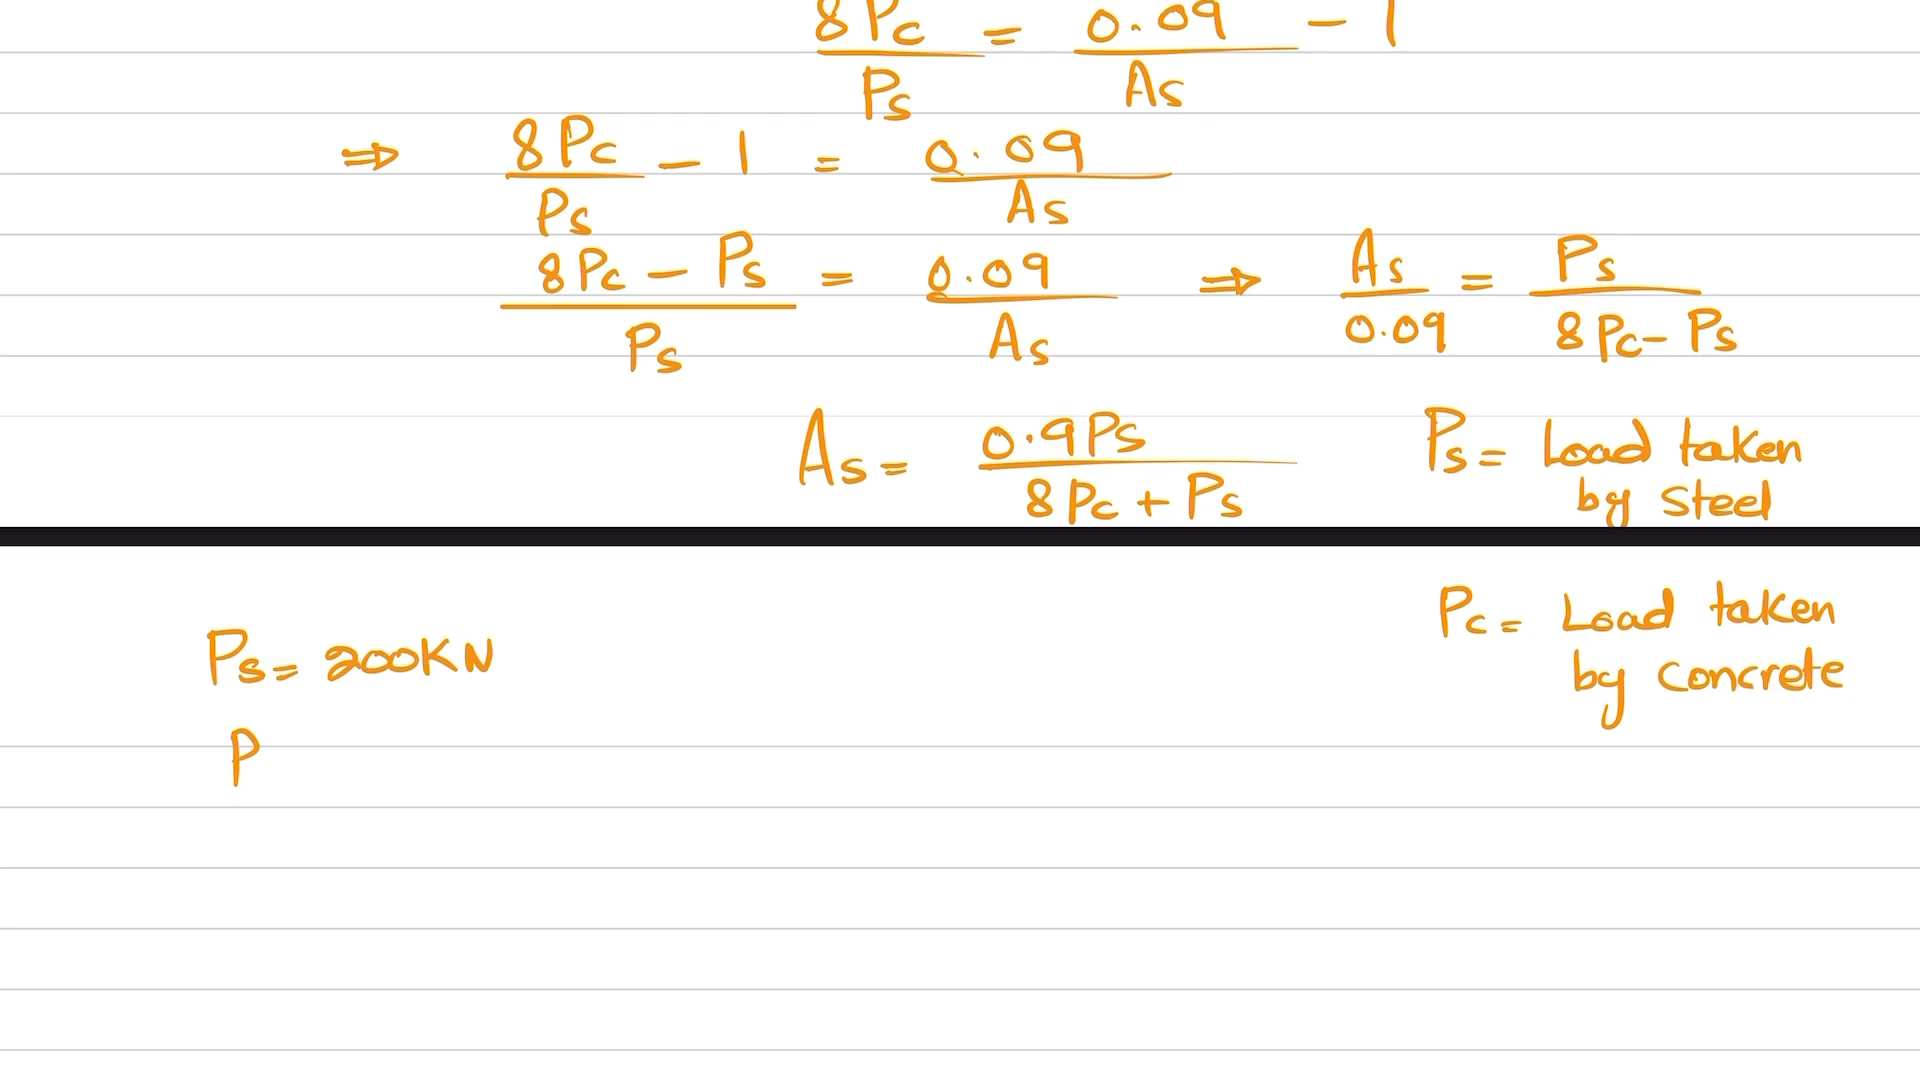 8Pc/Ps = 0.09/As - 1
⇒ 8Pc/Ps - 1 = 0.09/As
(8Pc - Ps)/Ps = 0.09/As ⇒ As/0.09 = Ps/(8Pc - Ps)
As = 0.9Ps/(8Pc + Ps)
Ps = Load taken
by steel
Pc = Load taken
by concrete
Ps = 200KN
P